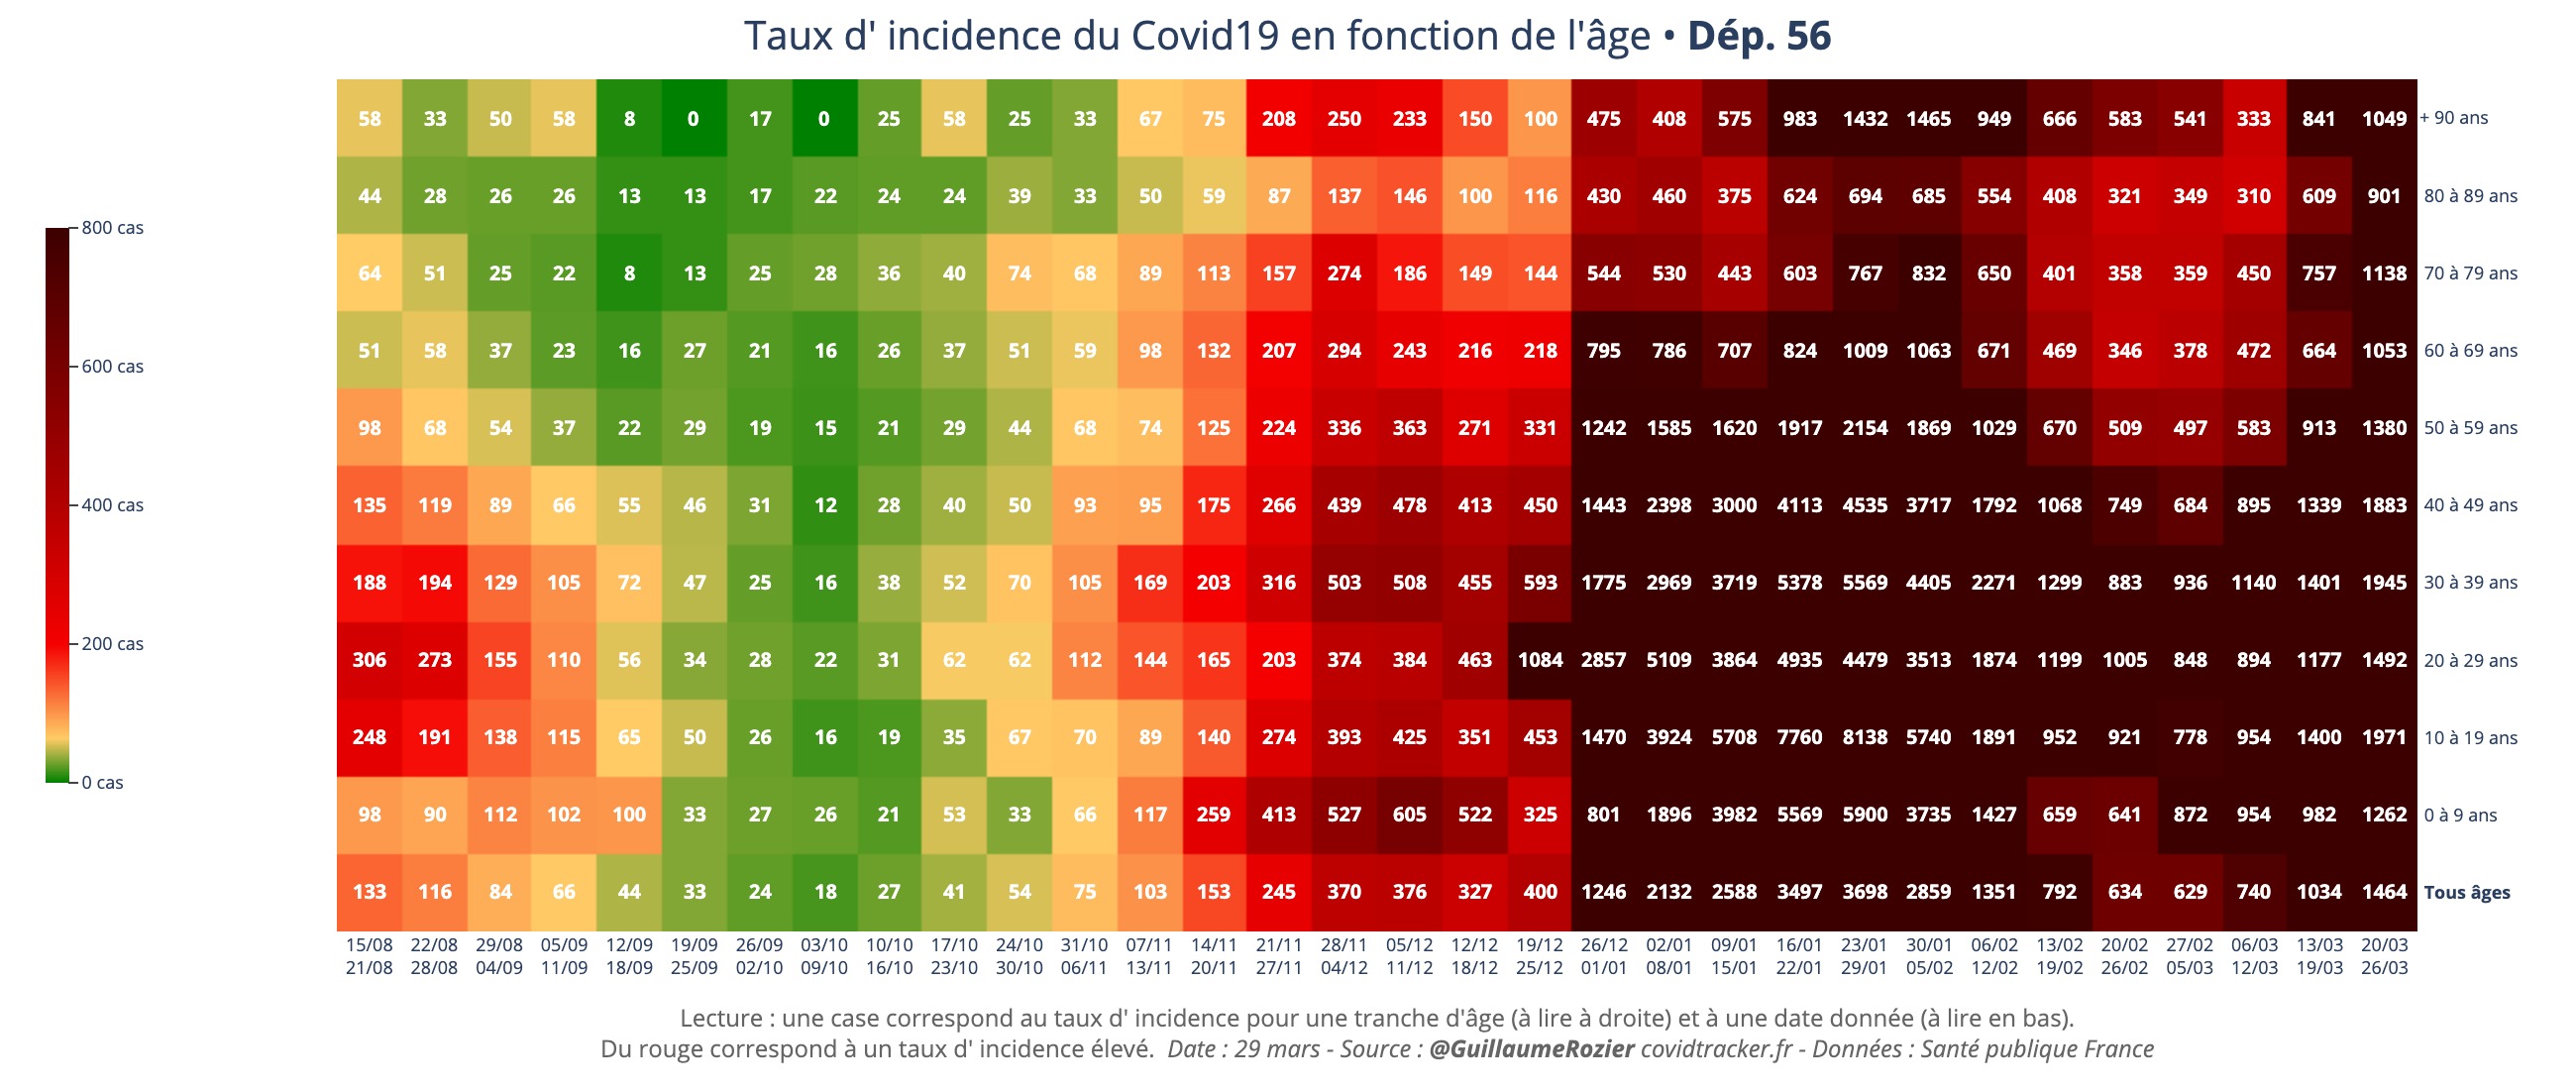 Taux d' incidence du Covid19 en fonction de l'âge • Dép. 56
58 33 50 58 8 0 17 0 25 58 25 33 67 75 208 250 233 150 100 475 408 575 983 1432 1465 949 666 583 541 333 841 1049 + 90 ans
44 28 26 26 13 13 17 22 24 24 39 33 50 59 87 137 146 100 116 430 460 375 624 694 685 554 408 321 349 310 609 901 80 à 89 ans
800 cas
64 51 25 22 8 13 25 28 36 40 74 68 89 113 157 274 186 149 144 544 530 443 603 767 832 650 401 358 359 450 757 1138 70 à 79 ans
51 58 37 23 16 27 21 16 26 37 51 59 98 132 207 294 243 216 218 795 786 707 824 1009 1063 671 469 346 378 472 664 1053 60 à 69 ans
600 cas
98 68 54 37 22 29 19 15 21 29 44 68 74 125 224 336 363 271 331 1242 1585 1620 1917 2154 1869 1029 670 509 497 583 913 1380 50 à 59 ans
400 cas
135 119 89 66 55 46 31 12 28 40 50 93 95 175 266 439 478 413 450 1443 2398 3000 4113 4535 3717 1792 1068 749 684 895 1339 1883 40 à 49 ans
188 194 129 105 72 47 25 16 38 52 70 105 169 203 316 503 508 455 593 1775 2969 3719 5378 5569 4405 2271 1299 883 936 1140 1401 1945 30 à 39 ans
200 cas
306 273 155 110 56 34 28 22 31 62 62 112 144 165 203 374 384 463 1084 2857 5109 3864 4935 4479 3513 1874 1199 1005 848 894 1177 1492 20 à 29 ans
248 191 138 115 65 50 26 16 19 35 67 70 89 140 274 393 425 351 453 1470 3924 5708 7760 8138 5740 1891 952 921 778 954 1400 1971 10 à 19 ans
0 cas
98 90 112 102 100 33 27 26 21 53 33 66 117 259 413 527 605 522 325 801 1896 3982 5569 5900 3735 1427 659 641 872 954 982 1262 0 à 9 ans
133 116 84 66 44 33 24 18 27 41 54 75 103 153 245 370 376 327 400 1246 2132 2588 3497 3698 2859 1351 792 634 629 740 1034 1464 Tous âges
15/08 22/08 29/08 05/09 12/09 19/09 26/09 03/10 10/10 17/10 24/10 31/10 07/11 14/11 21/11 28/11 05/12 12/12 19/12 26/12 02/01 09/01 16/01 23/01 30/01 06/02 13/02 20/02 27/02 06/03 13/03 20/03
21/08 28/08 04/09 11/09 18/09 25/09 02/10 09/10 16/10 23/10 30/10 06/11 13/11 20/11 27/11 04/12 11/12 18/12 25/12 01/01 08/01 15/01 22/01 29/01 05/02 12/02 19/02 26/02 05/03 12/03 19/03 26/03
Lecture : une case correspond au taux d' incidence pour une tranche d'âge (à lire à droite) et à une date donnée (à lire en bas).
Du rouge correspond à un taux d' incidence élevé. Date : 29 mars - Source : @GuillaumeRozier covidtracker.fr - Données : Santé publique France